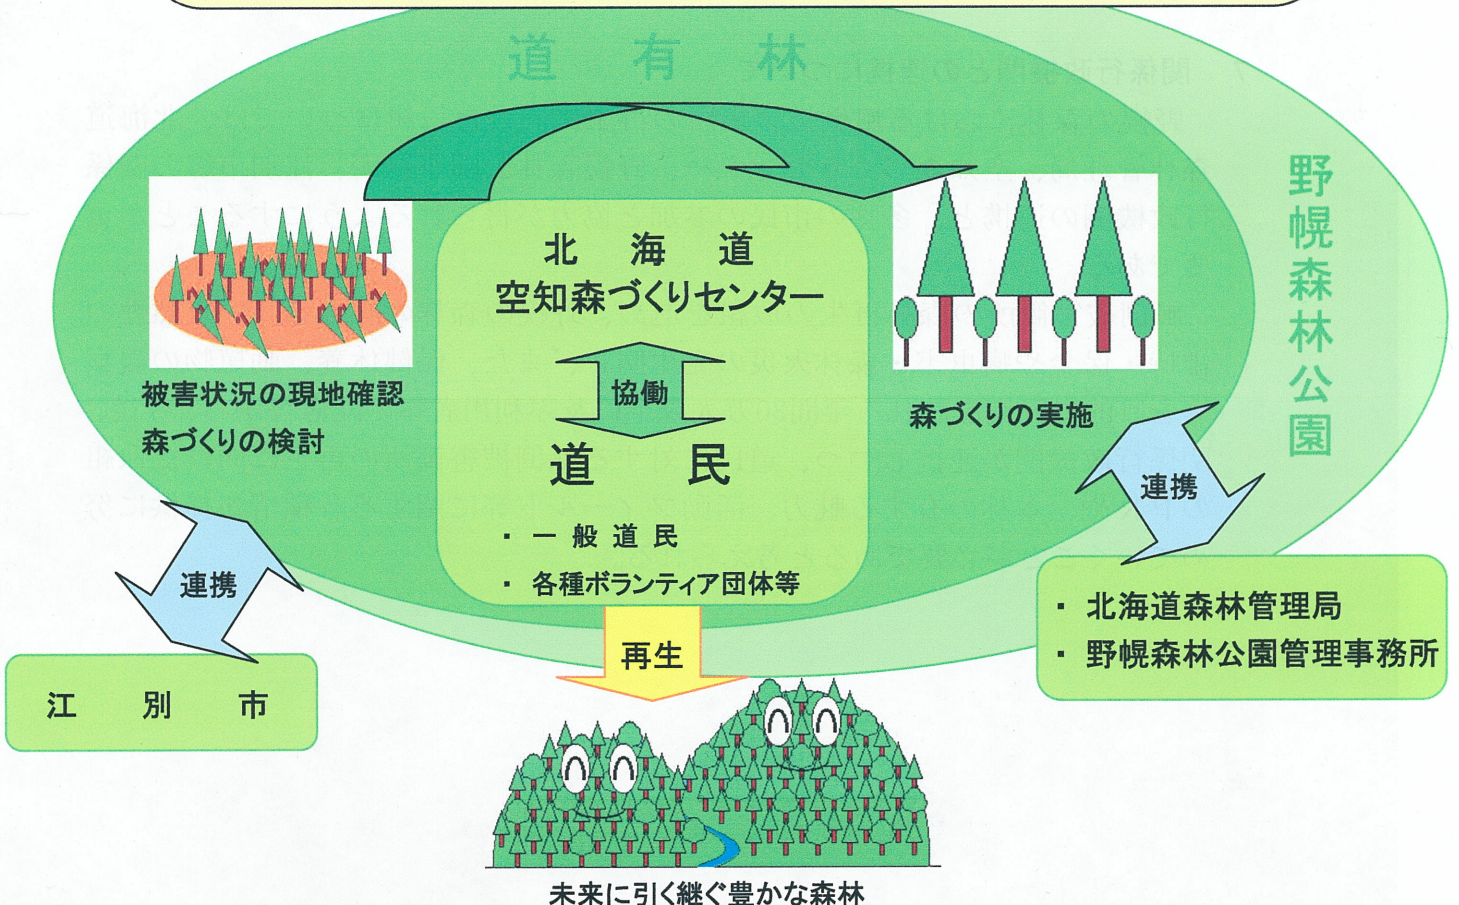 道有林
野幌森林公園
北海道
空知森づくりセンター
協働
道民
・ 一般道民
・ 各種ボランティア団体等
被害状況の現地確認
森づくりの検討
森づくりの実施
連携
連携
江別市
・ 北海道森林管理局
・ 野幌森林公園管理事務所
再生
未来に引く継ぐ豊かな森林